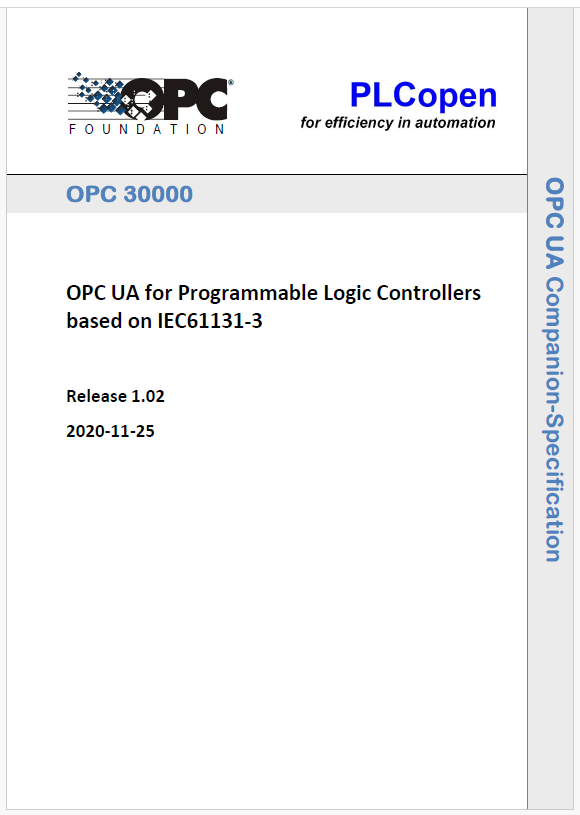 OPC®
FOUNDATION
PLCopen
for efficiency in automation
OPC 30000
OPC UA for Programmable Logic Controllers
based on IEC61131-3
Release 1.02
2020-11-25
OPC UA Companion-Specification